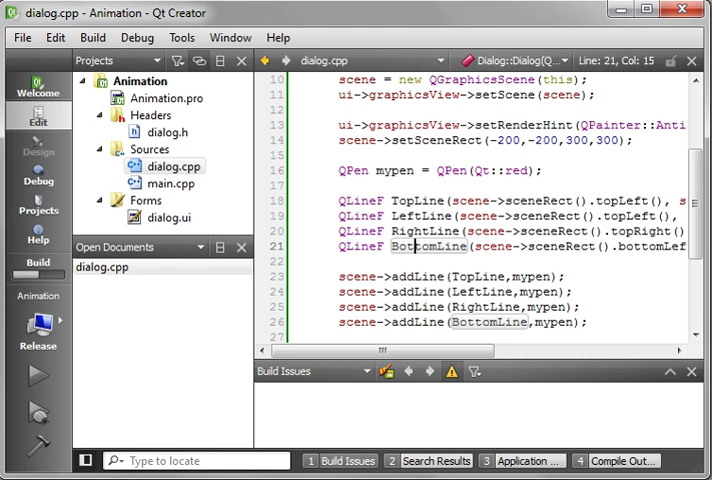 dialog.cpp - Animation - Qt Creator
File Edit Build Debug Tools Window Help
Projects
dialog.cpp
Dialog::Dialog(Q...
Line: 21, Col: 15
Welcome
Edit
Design
Debug
Projects
Help
Build
Animation
Release
Animation
Animation.pro
Headers
dialog.h
Sources
dialog.cpp
main.cpp
Forms
dialog.ui
Open Documents
dialog.cpp
10 scene = new QGraphicsScene(this);
11 ui->graphicsView->setScene(scene);
12
13 ui->graphicsView->setRenderHint(QPainter::Anti
14 scene->setSceneRect(-200,-200,300,300);
15
16 QPen mypen = QPen(Qt::red);
17
18 QLineF TopLine(scene->sceneRect().topLeft(), s
19 QLineF LeftLine(scene->sceneRect().topLeft(),
20 QLineF RightLine(scene->sceneRect().topRight()
21 QLineF BottomLine(scene->sceneRect().bottomLef
22
23 scene->addLine(TopLine,mypen);
24 scene->addLine(LeftLine,mypen);
25 scene->addLine(RightLine,mypen);
26 scene->addLine(BottomLine,mypen);
27
Build Issues
Type to locate
1 Build Issues
2 Search Results
3 Application ...
4 Compile Out...